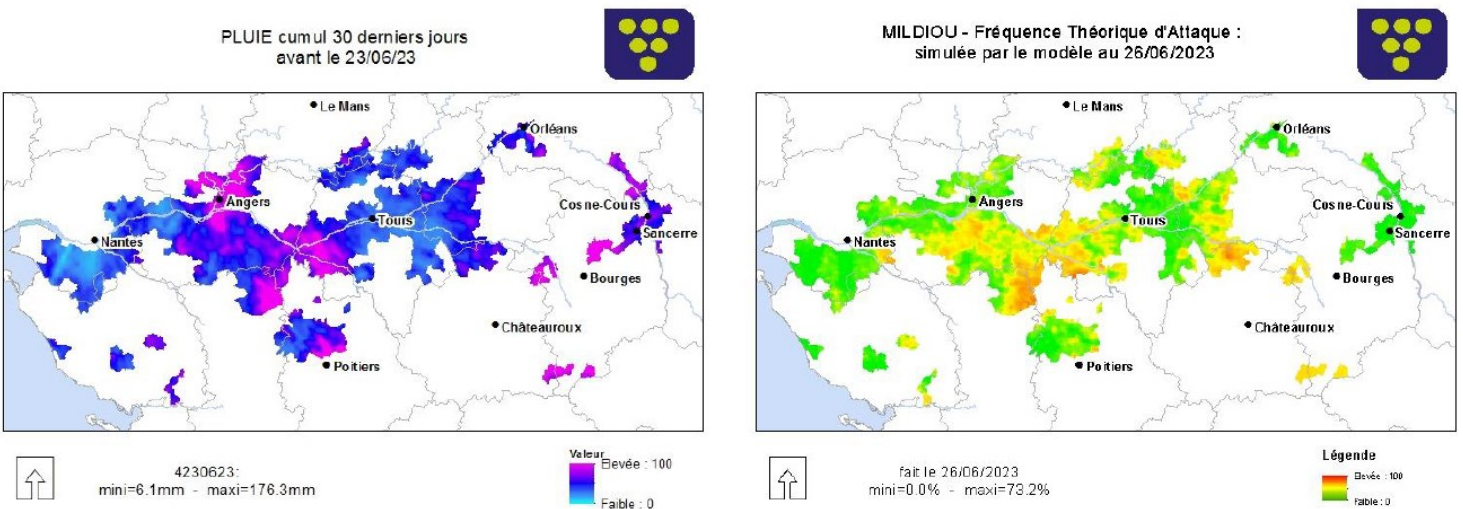 PLUIE cumul 30 derniers jours
avant le 23/06/23
Le Mans
Orléans
Angers
Cosne-Cours
Tours
Nantes
Sancerre
Bourges
Châteauroux
Poitiers
4230623:
mini=6.1mm - maxi=176.3mm
Valeur
Elevée : 100
Faible : 0
MILDIOU - Fréquence Théorique d'Attaque :
simulée par le modèle au 26/06/2023
Le Mans
Orléans
Angers
Cosne-Cours
Tours
Nantes
Sancerre
Bourges
Châteauroux
Poitiers
fait le 26/06/2023
mini=0.0% - maxi=73.2%
Légende
Elevée : 100
Faible : 0